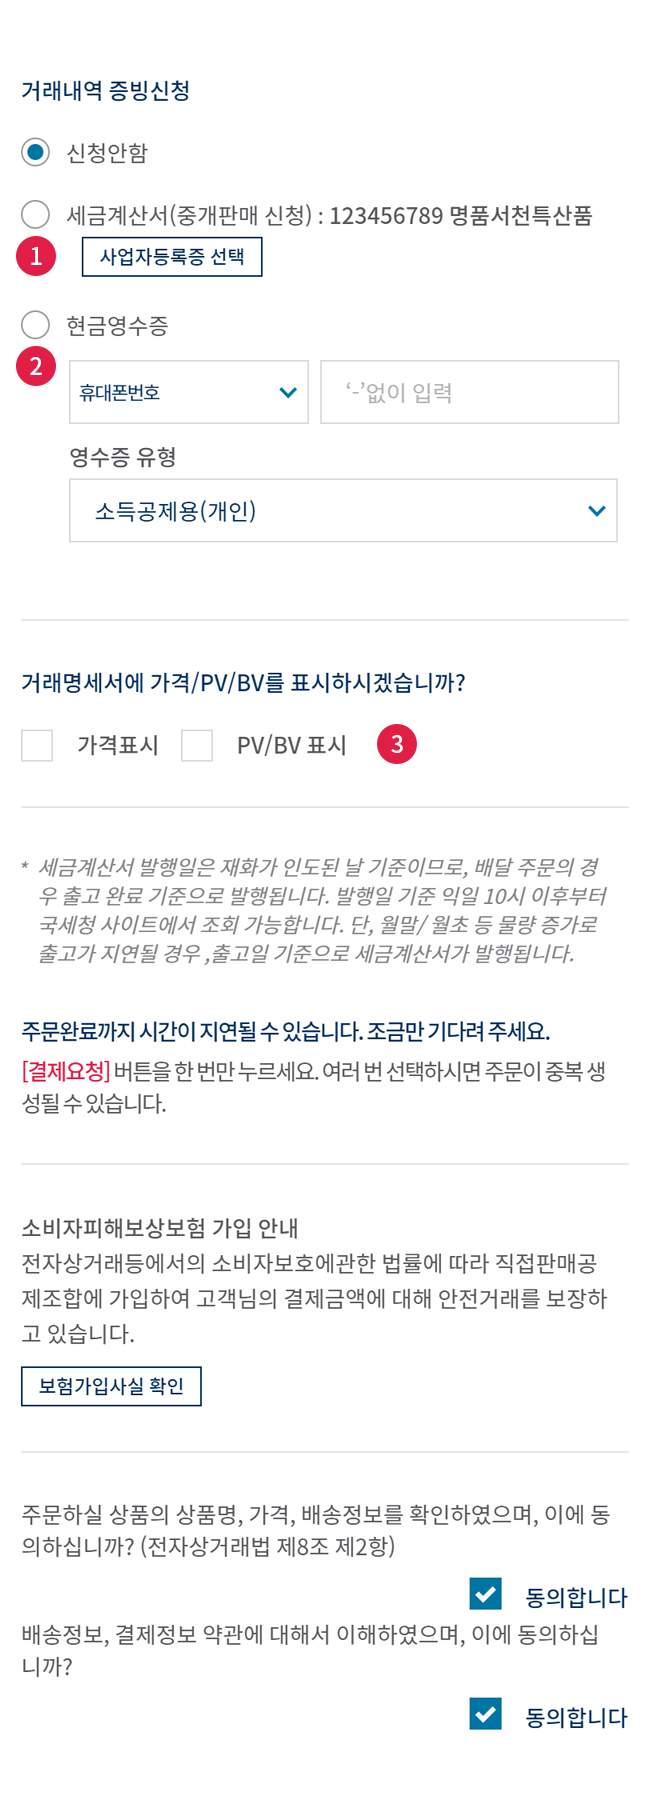 거래내역 증빙신청
신청안함
세금계산서(중개판매 신청) : 123456789 명품서천특산품
1 사업자등록증 선택
현금영수증
2
휴대폰번호 ‘-’없이 입력
영수증 유형
소득공제용(개인)
거래명세서에 가격/PV/BV를 표시하시겠습니까?
가격표시 PV/BV 표시 3
* 세금계산서 발행일은 재화가 인도된 날 기준이므로, 배달 주문의 경
우 출고 완료 기준으로 발행됩니다. 발행일 기준 익일 10시 이후부터
국세청 사이트에서 조회 가능합니다. 단, 월말/ 월초 등 물량 증가로
출고가 지연될 경우 ,출고일 기준으로 세금계산서가 발행됩니다.
주문완료까지 시간이 지연될 수 있습니다. 조금만 기다려 주세요.
[결제요청] 버튼을 한 번만 누르세요. 여러 번 선택하시면 주문이 중복 생
성될 수 있습니다.
소비자피해보상보험 가입 안내
전자상거래등에서의 소비자보호에관한 법률에 따라 직접판매공
제조합에 가입하여 고객님의 결제금액에 대해 안전거래를 보장하
고 있습니다.
보험가입사실 확인
주문하실 상품의 상품명, 가격, 배송정보를 확인하였으며, 이에 동
의하십니까? (전자상거래법 제8조 제2항)
동의합니다
배송정보, 결제정보 약관에 대해서 이해하였으며, 이에 동의하십
니까?
동의합니다